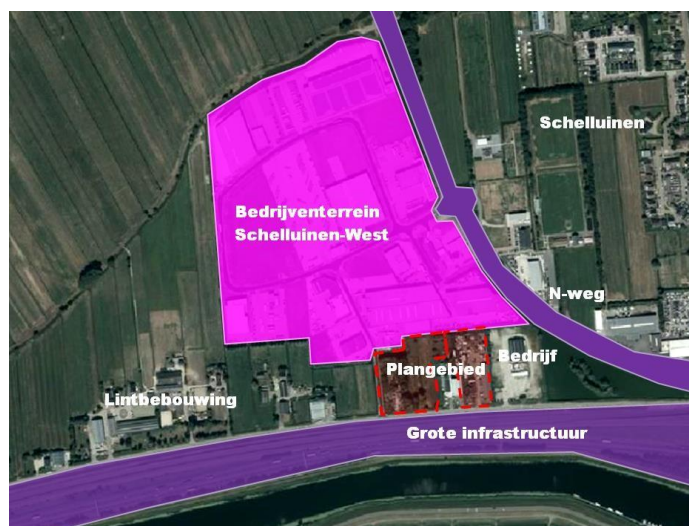 Schelluinen
Bedrijventerrein
Schelluinen-West
N-weg
Bedrijf
Plangebied
Lintbebouwing
Grote infrastructuur